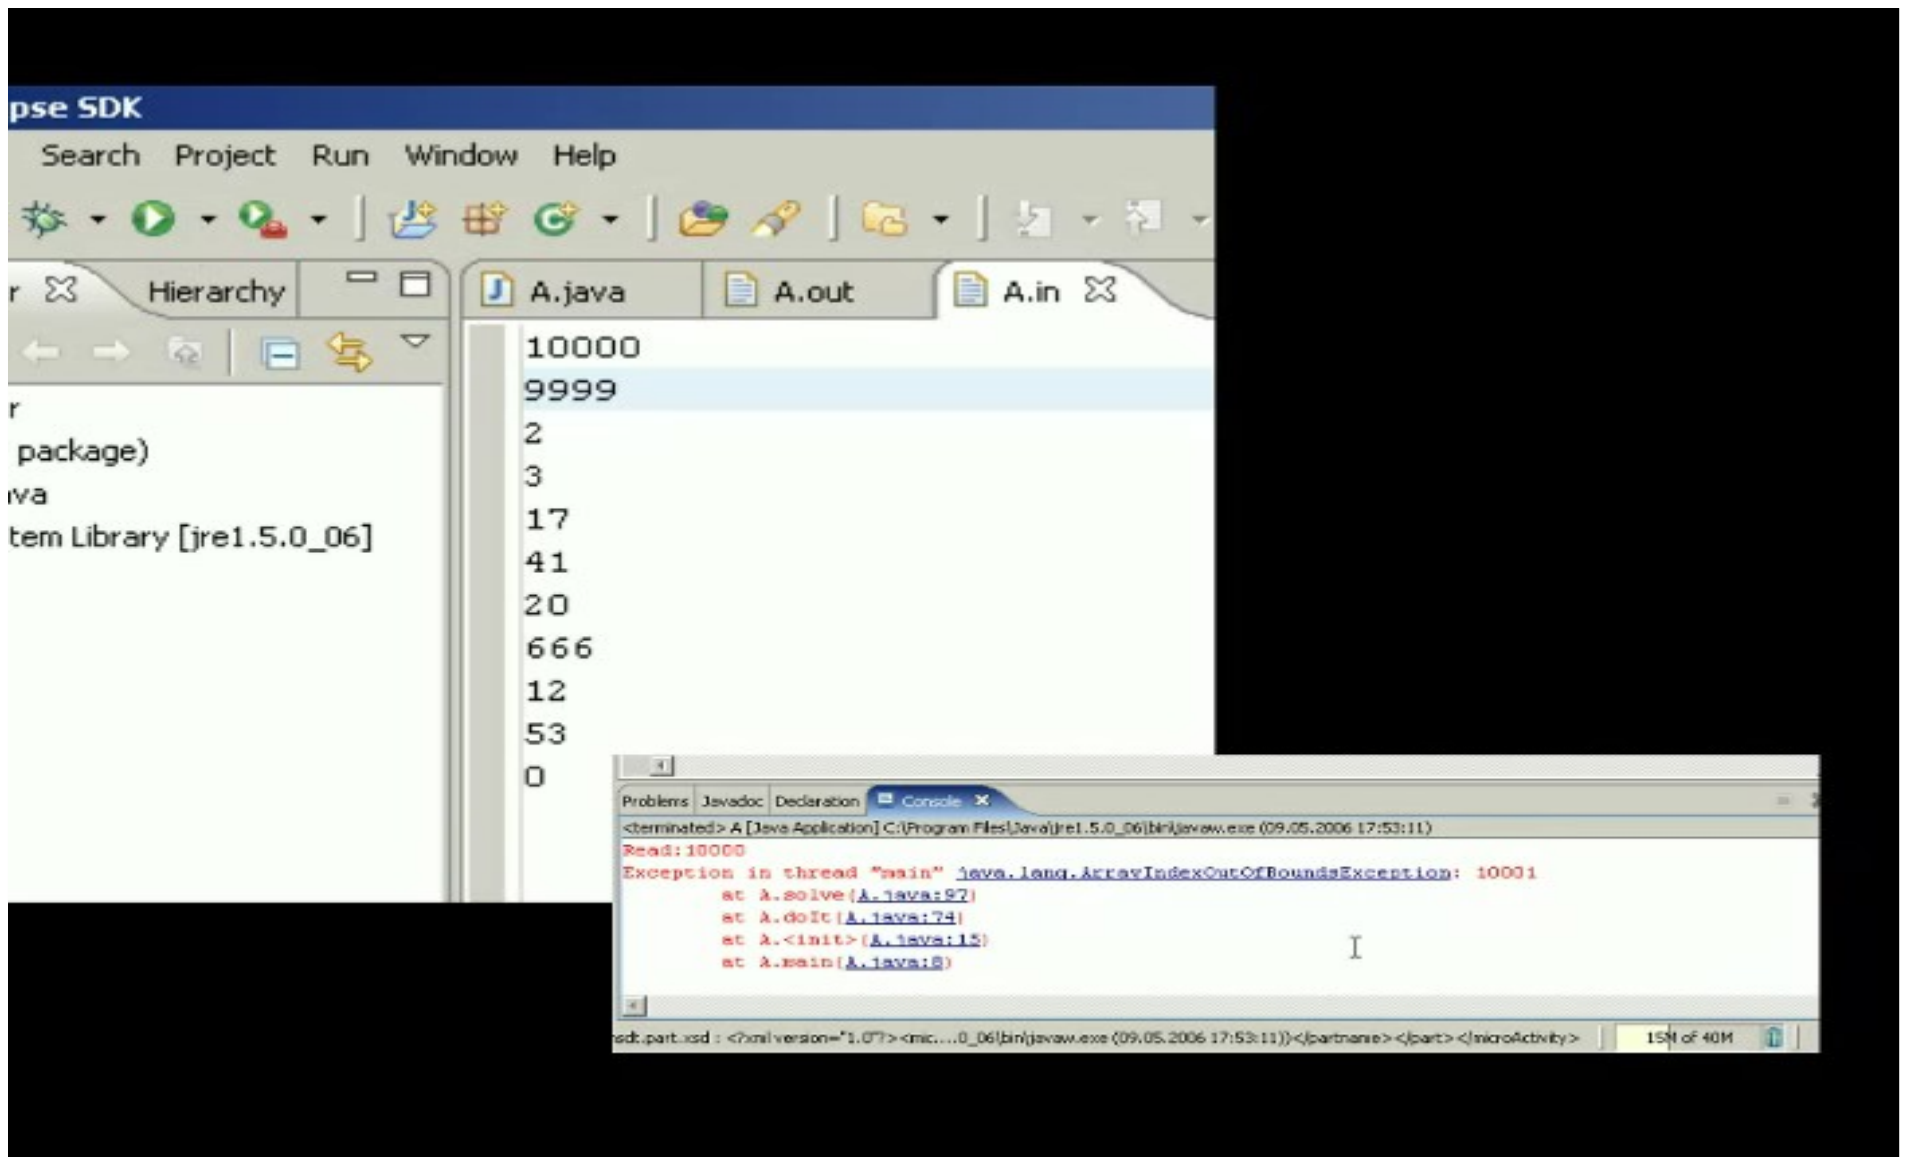 pse SDK
Search Project Run Window Help
r Hierarchy
A.java A.out A.in
r
package)
ava
tem Library [jre1.5.0_06]
10000
9999
2
3
17
41
20
666
12
53
0
Problems Javadoc Declaration Console
<terminated> A [Java Application] C:\Program Files\Java\jre1.5.0_06\bin\javaw.exe (09.05.2006 17:53:11)
Read:10000
Exception in thread "main" java.lang.ArrayIndexOutOfBoundsException: 10001
at A.solve(A.java:97)
at A.doIt(A.java:74)
at A.<init>(A.java:15)
at A.main(A.java:8)
sdt.part.xsd : <?xml version="1.0"?><mic....0_06\bin\javaw.exe (09.05.2006 17:53:11))</partname></part></microActivity> 15M of 40M